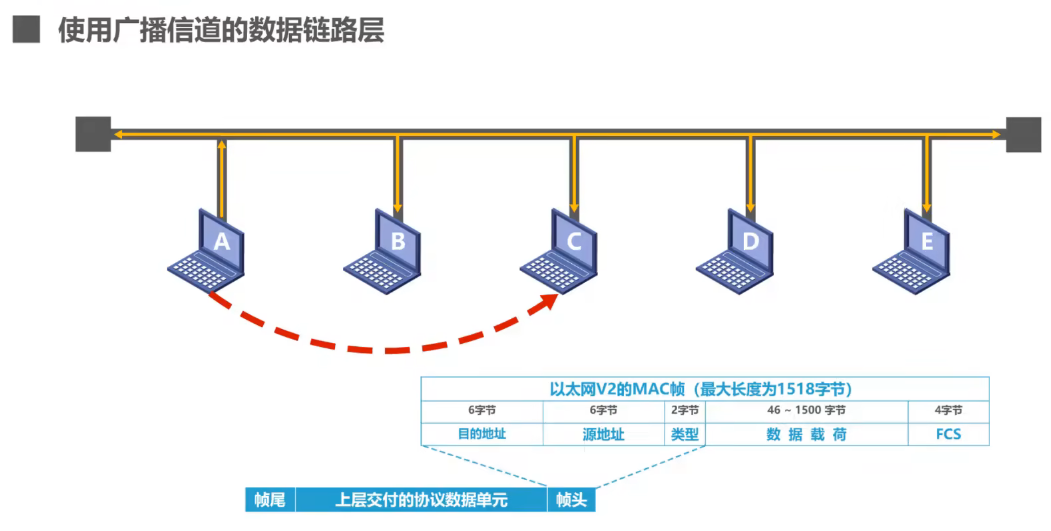 使用广播信道的数据链路层
A
B
C
D
E
以太网V2的MAC帧（最大长度为1518字节）
6字节 6字节 2字节 46 ~ 1500 字节 4字节
目的地址 源地址 类型 数 据 载 荷 FCS
帧尾 上层交付的协议数据单元 帧头